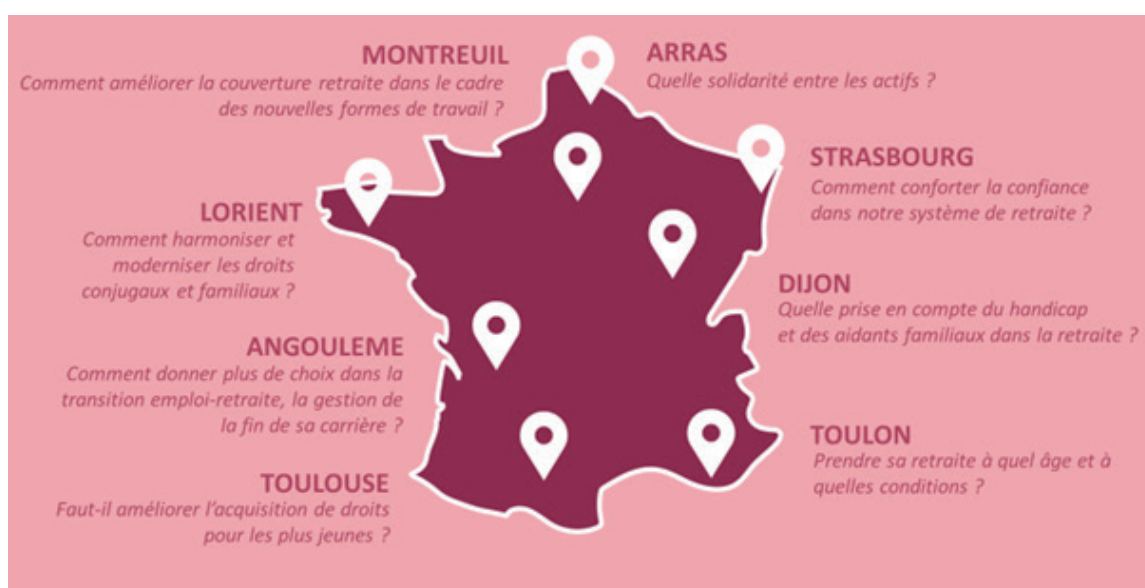 MONTREUIL
Comment améliorer la couverture retraite dans le cadre
des nouvelles formes de travail ?
ARRAS
Quelle solidarité entre les actifs ?
STRASBOURG
Comment conforter la confiance
dans notre système de retraite ?
LORIENT
Comment harmoniser et
moderniser les droits
conjugaux et familiaux ?
DIJON
Quelle prise en compte du handicap
et des aidants familiaux dans la retraite ?
ANGOULEME
Comment donner plus de choix dans la
transition emploi-retraite, la gestion de
la fin de sa carrière ?
TOULON
Prendre sa retraite à quel âge et à
quelles conditions ?
TOULOUSE
Faut-il améliorer l'acquisition de droits
pour les plus jeunes ?